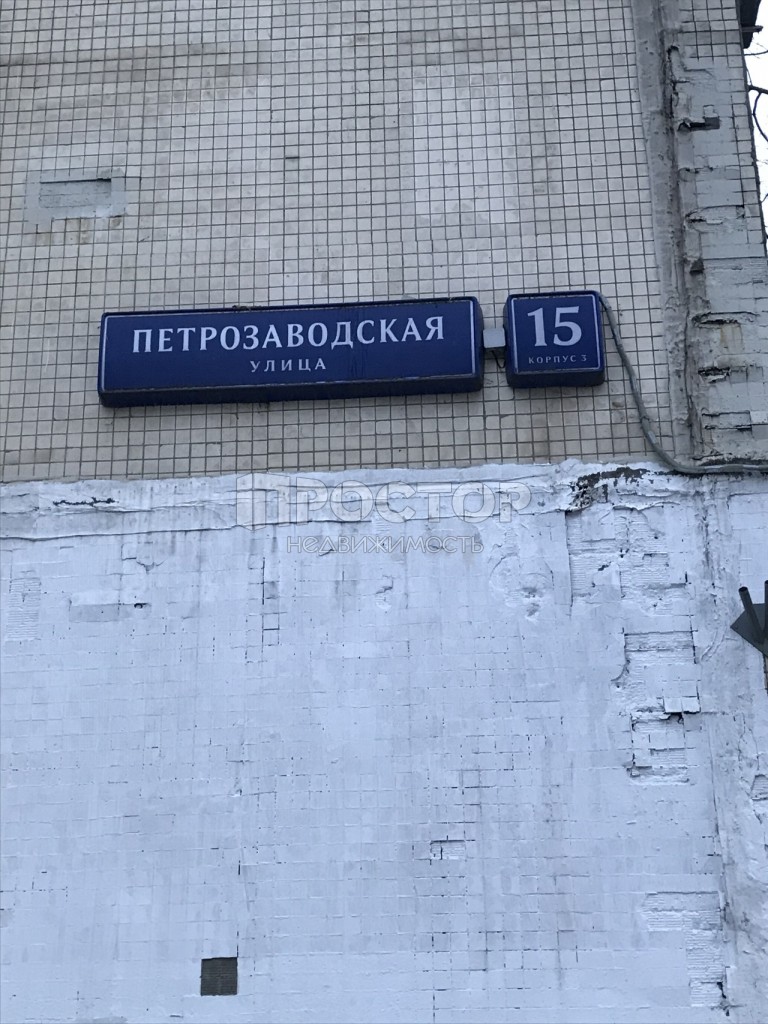 ПЕТРОЗАВОДСКАЯ
УЛИЦА
15
КОРПУС 3
ПРОСТОР
НЕДВИЖИМОСТЬ